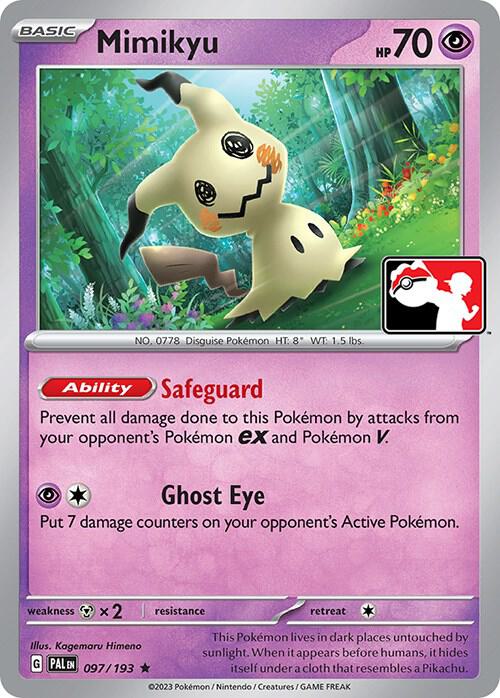 BASIC
Mimikyu
HP 70
NO. 0778 Disguise Pokémon HT: 8" WT: 1.5 lbs.
Ability Safeguard
Prevent all damage done to this Pokémon by attacks from
your opponent's Pokémon ex and Pokémon V.
Ghost Eye
Put 7 damage counters on your opponent's Active Pokémon.
weakness ×2 resistance retreat
Illus. Kagemaru Himeno
G PAL EN 097/193 ★
This Pokémon lives in dark places untouched by
sunlight. When it appears before humans, it hides
itself under a cloth that resembles a Pikachu.
©2023 Pokémon / Nintendo / Creatures / GAME FREAK